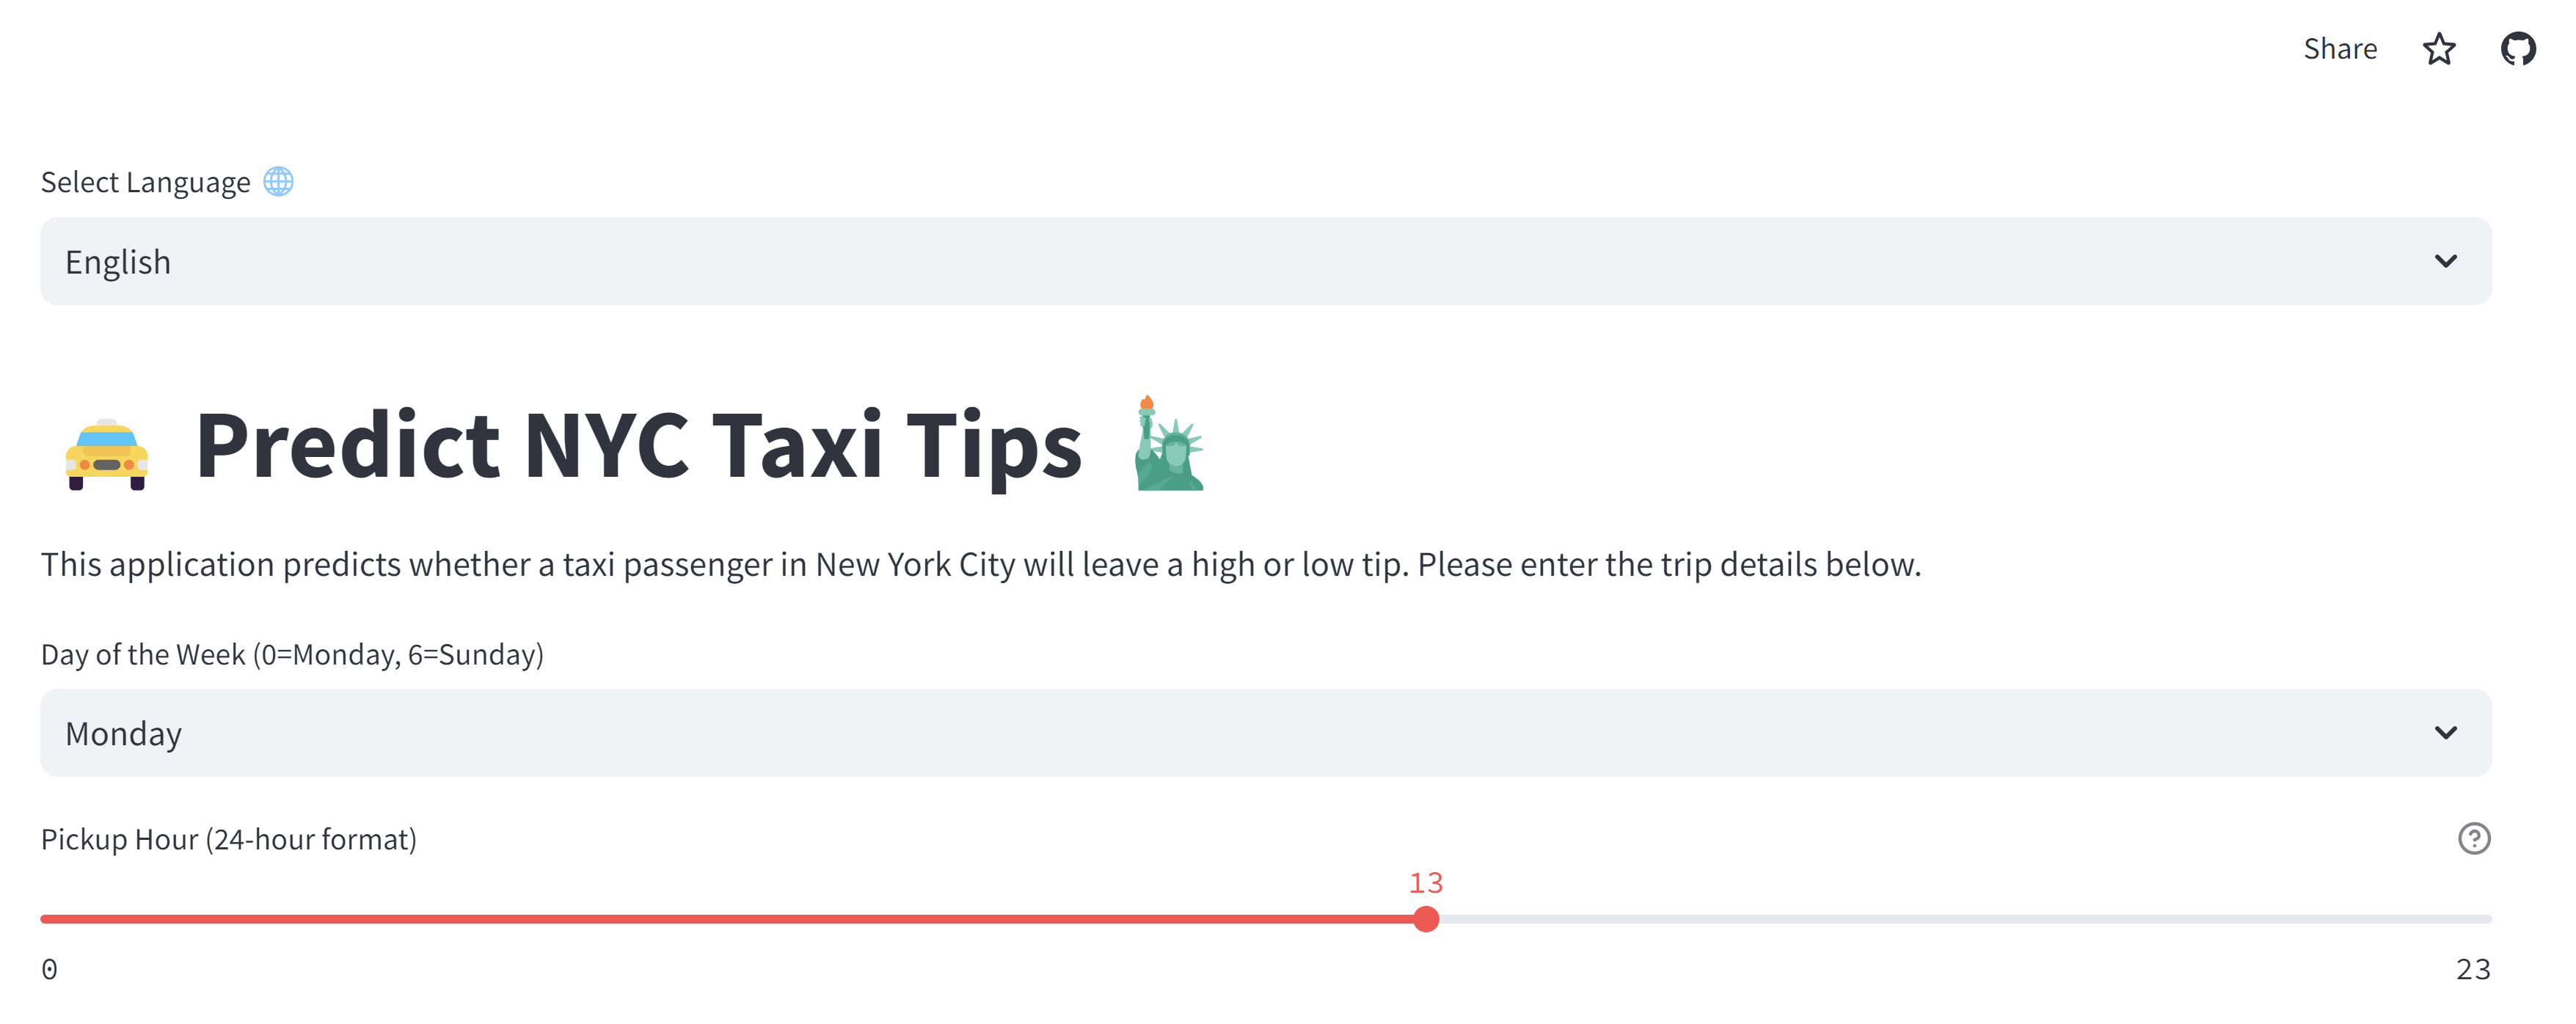 Share
Select Language
English
Predict NYC Taxi Tips
This application predicts whether a taxi passenger in New York City will leave a high or low tip. Please enter the trip details below.
Day of the Week (0=Monday, 6=Sunday)
Monday
Pickup Hour (24-hour format)
13
0
23